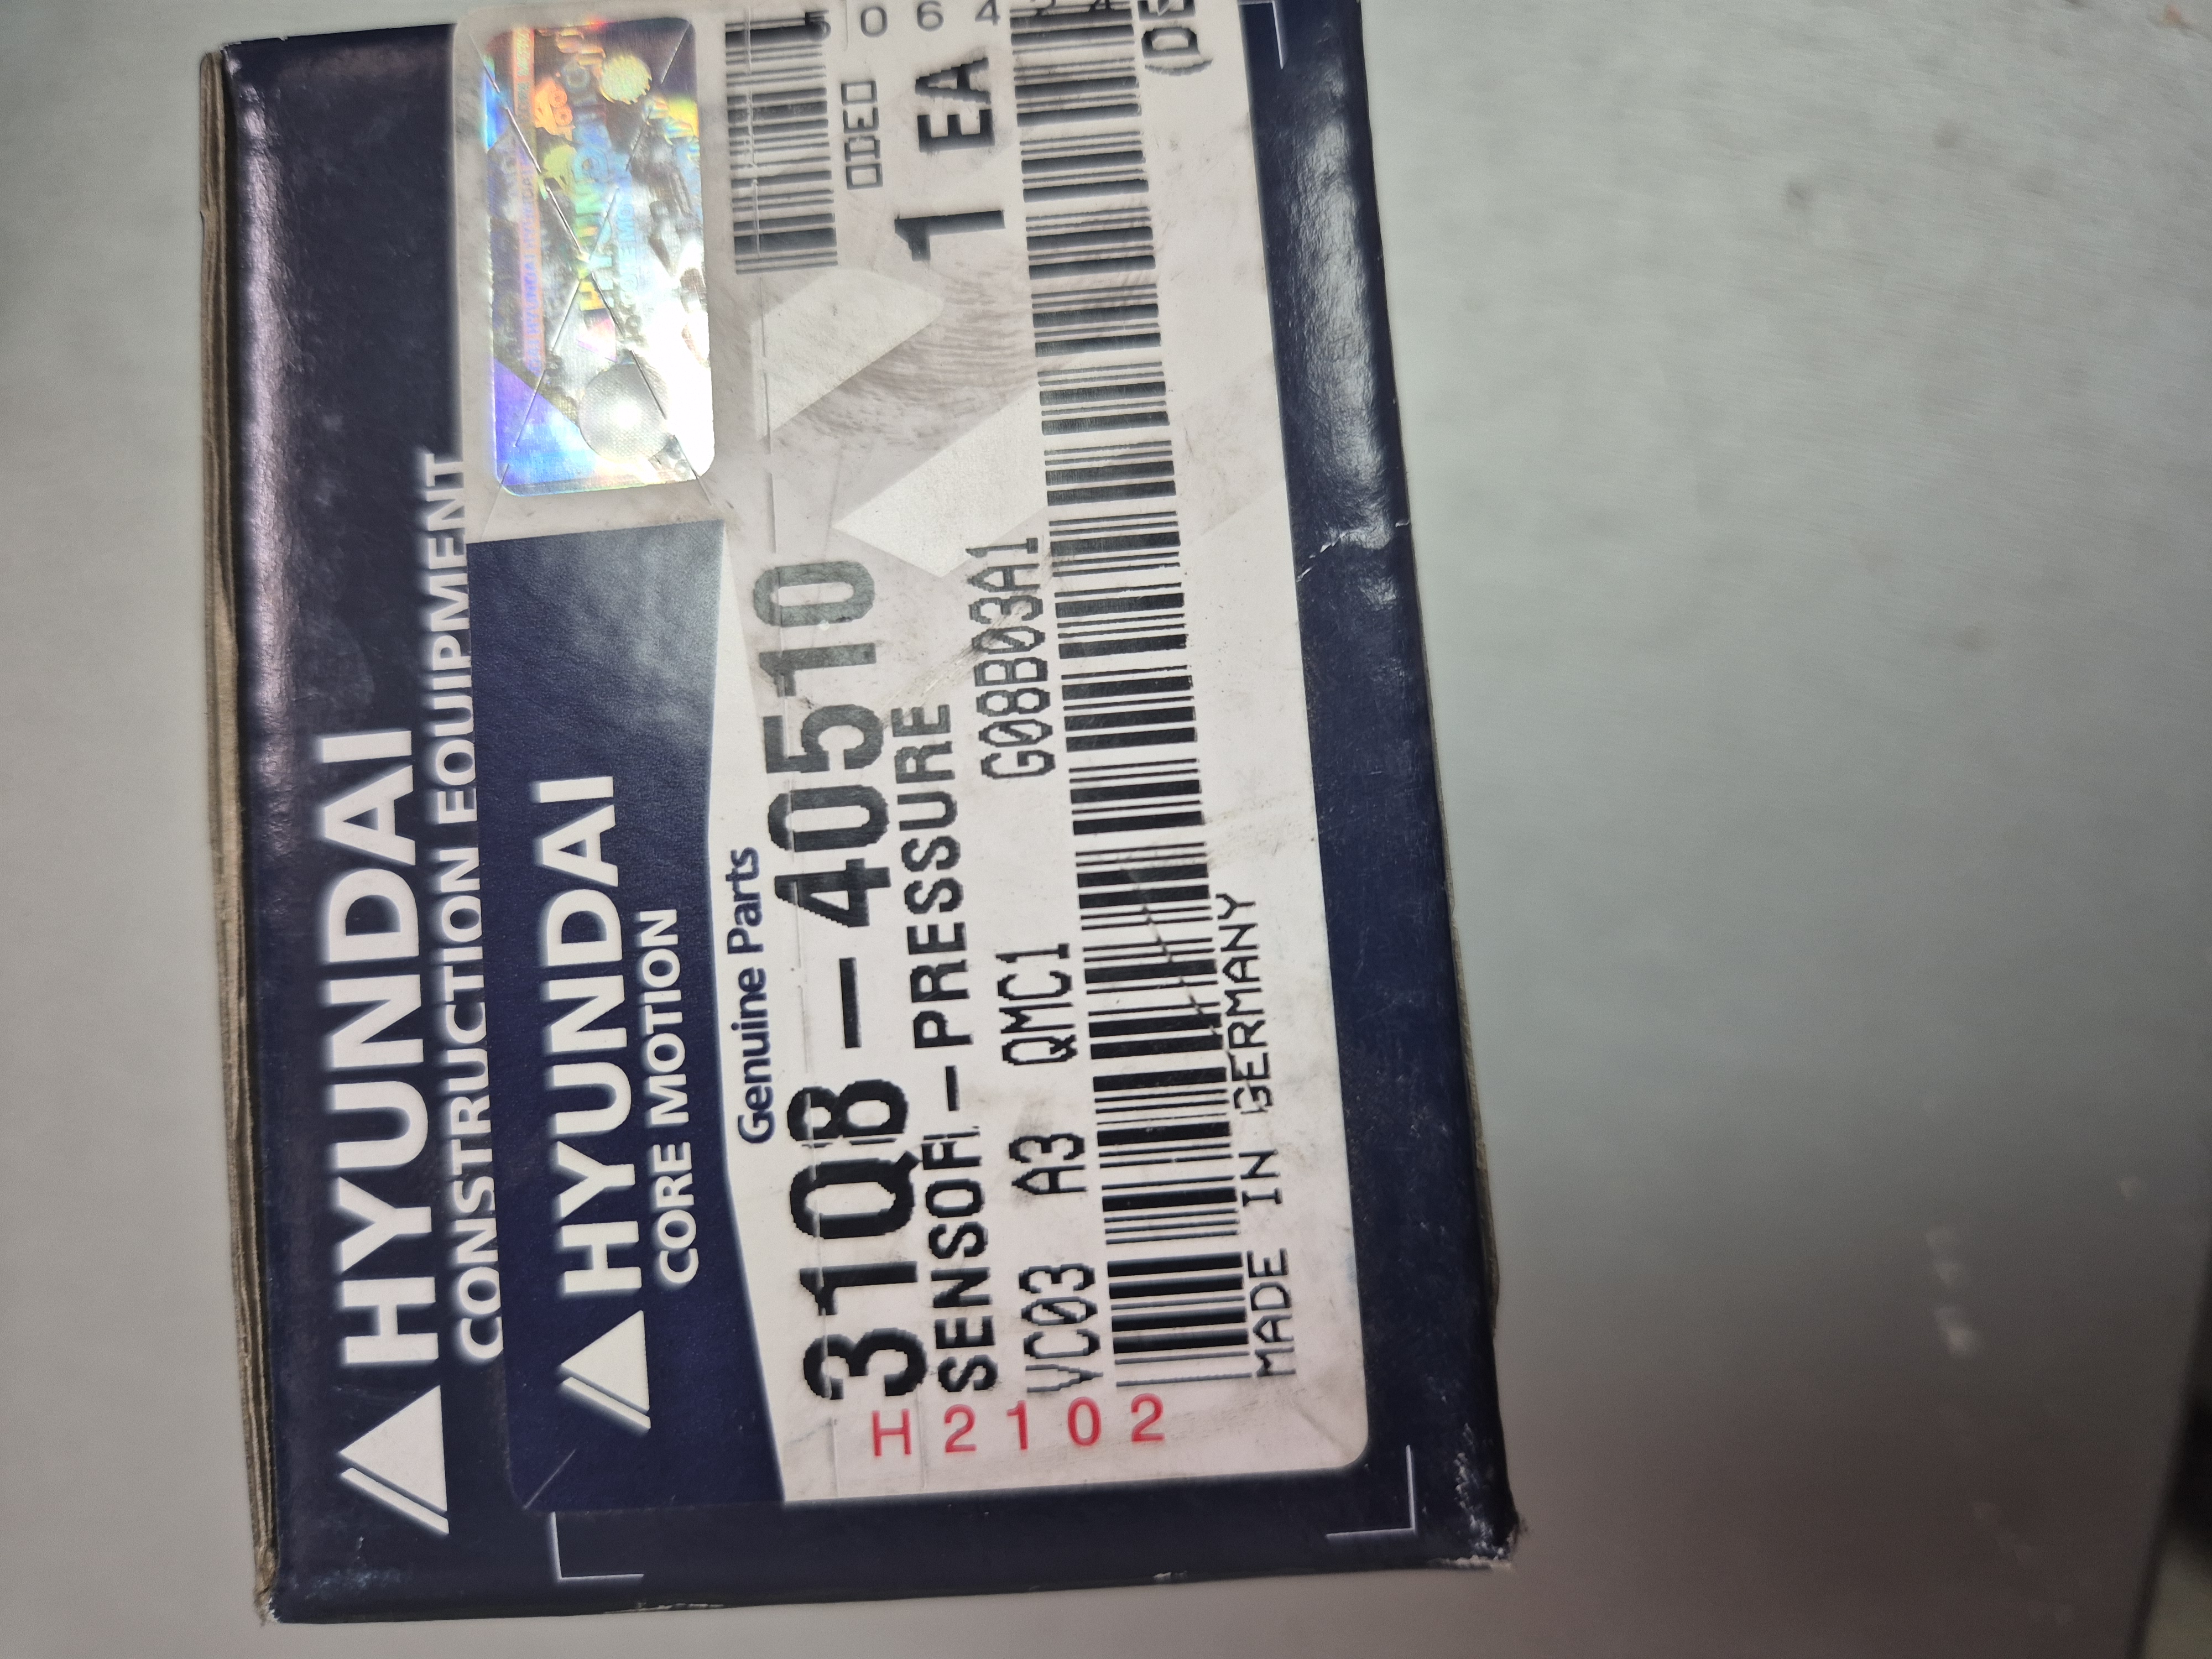 HYUNDAI
CONSTRUCTION EQUIPMENT
HYUNDAI
CORE MOTION
Genuine Parts
31Q8-40510
SENSOR-PRESSURE
1 EA
VC03 A3 QMC1 G08B03A1
MADE IN GERMANY
(DE
H2102